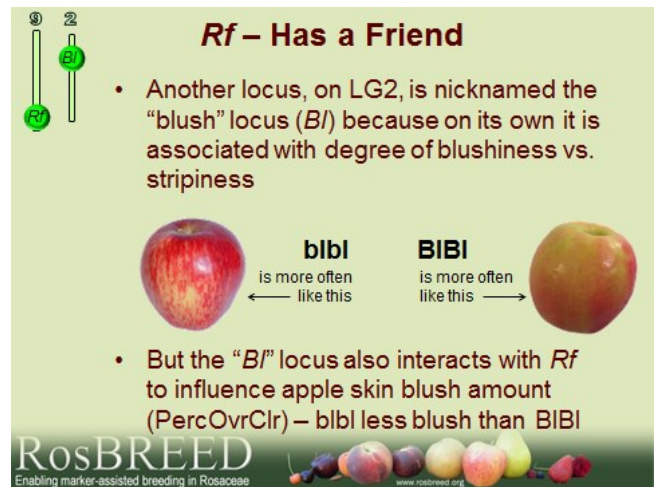 9 2
Rf – Has a Friend
Bl
Rf
• Another locus, on LG2, is nicknamed the
“blush” locus (Bl) because on its own it is
associated with degree of blushiness vs.
stripiness
blbl BlBl
is more often is more often
like this like this
• But the “Bl” locus also interacts with Rf
to influence apple skin blush amount
(PercOvrClr) – blbl less blush than BlBl
RosBREED
Enabling marker-assisted breeding in Rosaceae
www.rosbreed.org